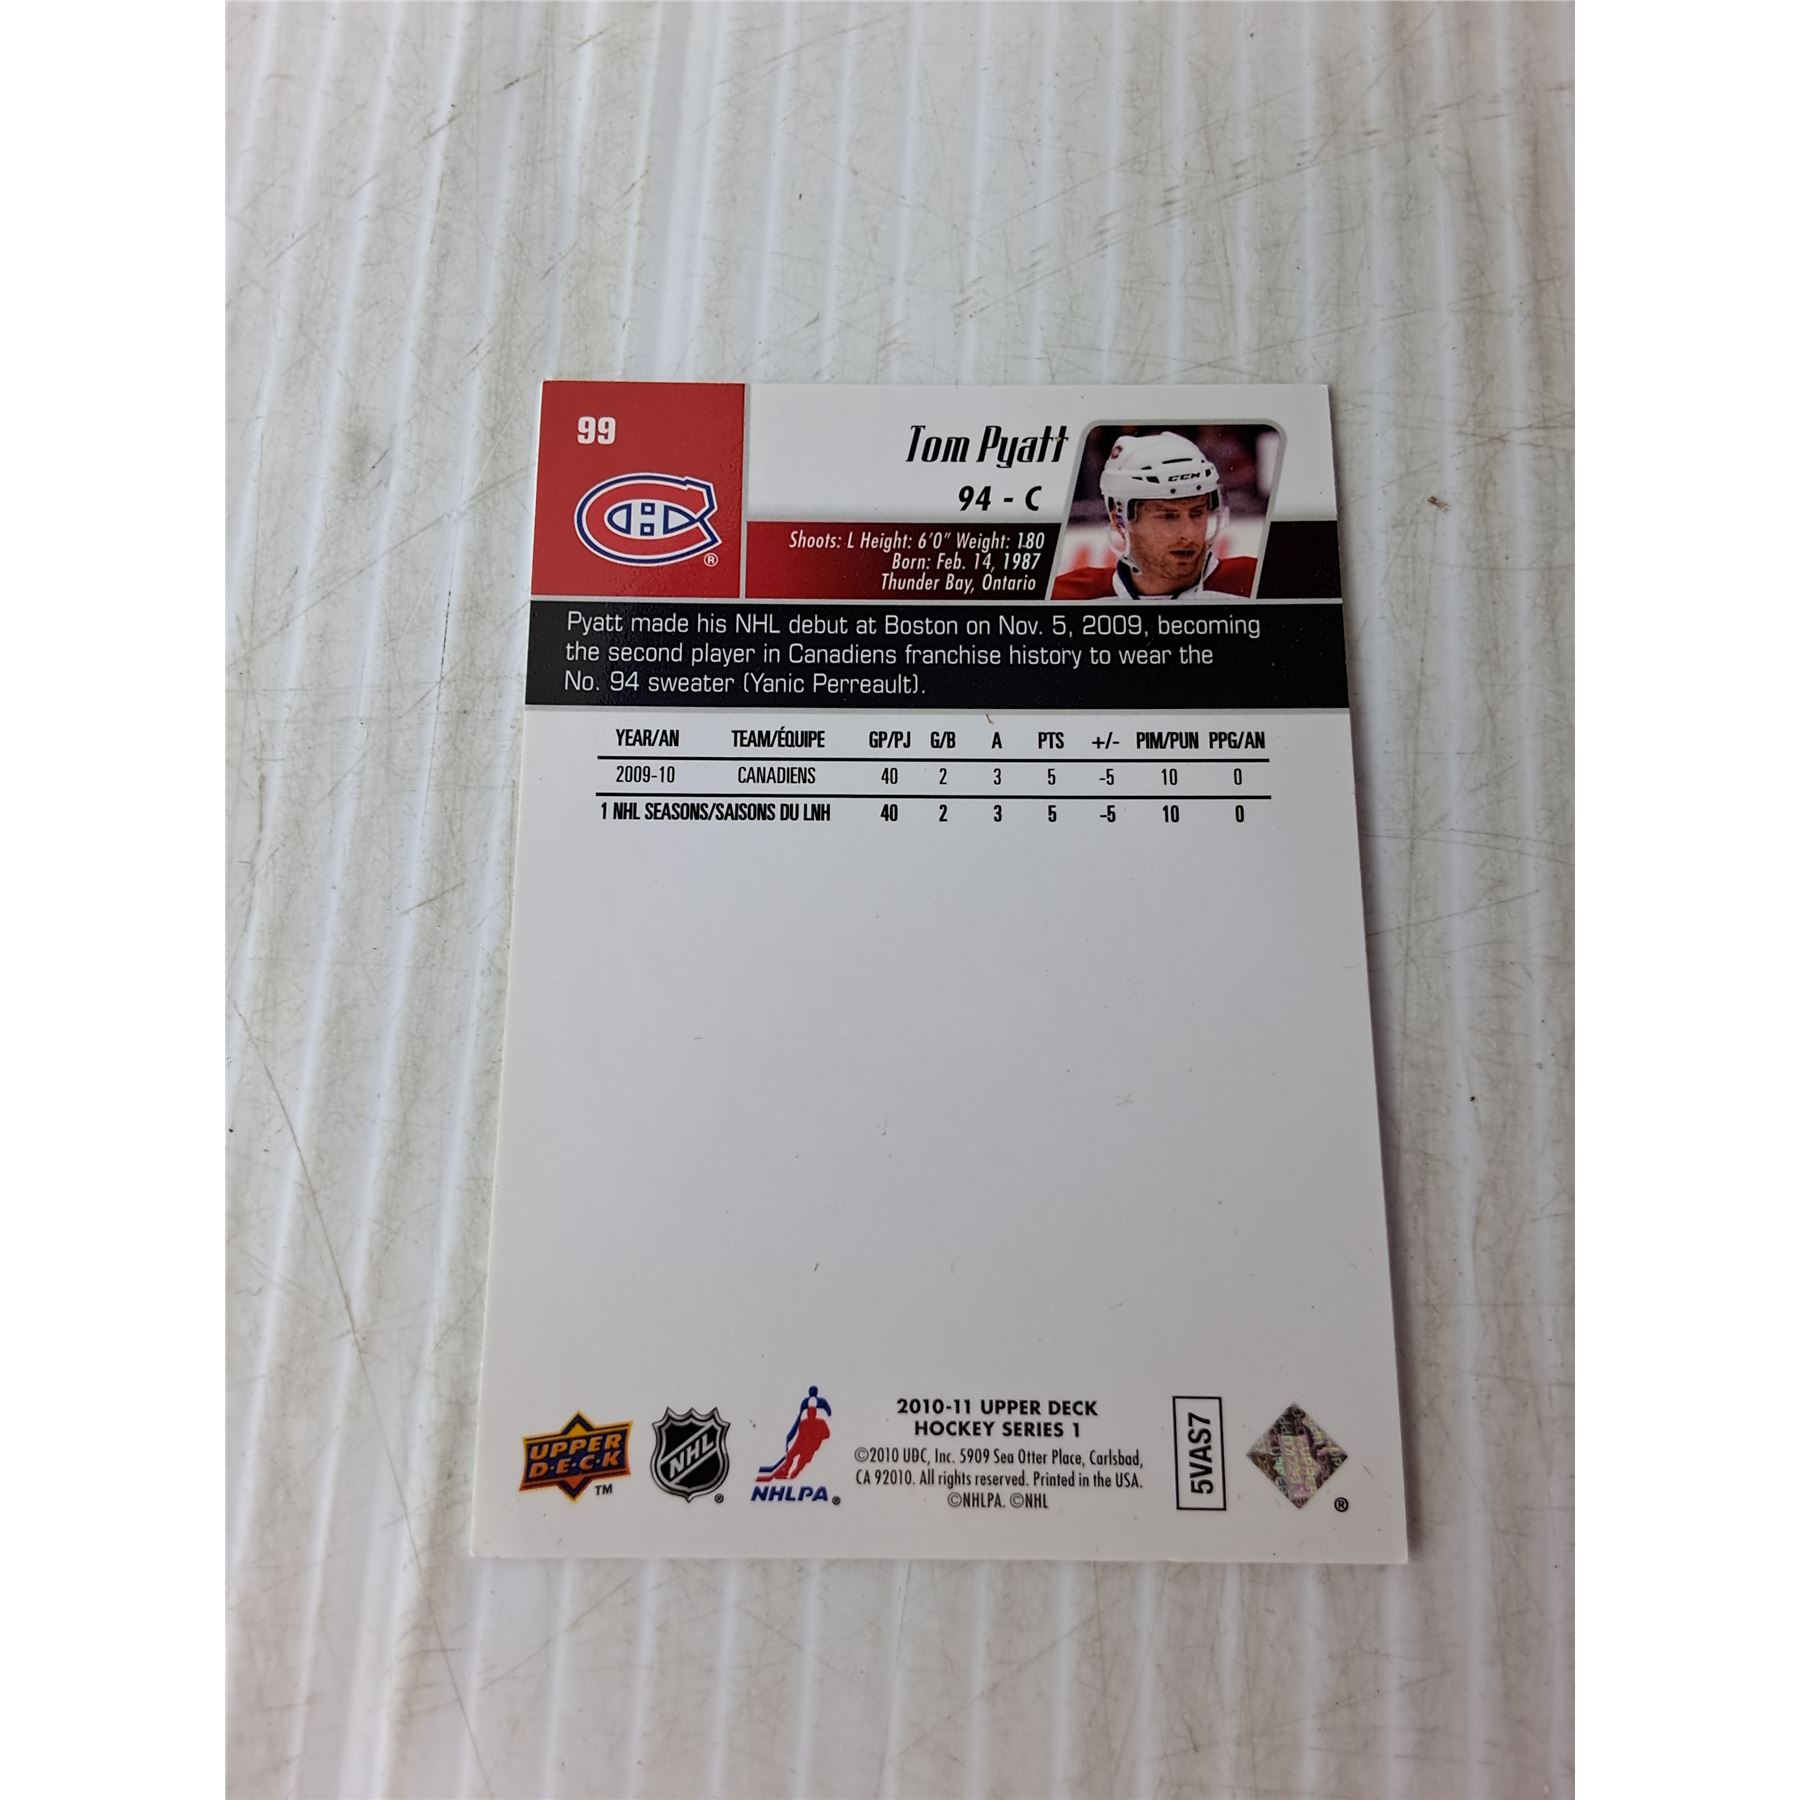 99
Tom Pyatt
94 - C
CCM
Shoots: L Height: 6'0" Weight: 180
Born: Feb. 14, 1987
Thunder Bay, Ontario
Pyatt made his NHL debut at Boston on Nov. 5, 2009, becoming
the second player in Canadiens franchise history to wear the
No. 94 sweater (Yanic Perreault).
YEAR/AN TEAM/ÉQUIPE GP/PJ G/B A PTS +/- PIM/PUN PPG/AN
2009-10 CANADIENS 40 2 3 5 -5 10 0
1 NHL SEASONS/SAISONS DU LNH 40 2 3 5 -5 10 0
UPPER
D·E·C·K
TM
NHL
®
NHLPA®
2010-11 UPPER DECK
HOCKEY SERIES 1
©2010 UBC, Inc. 5909 Sea Otter Place, Carlsbad,
CA 92010. All rights reserved. Printed in the USA.
©NHLPA. ©NHL
5VAS7
®